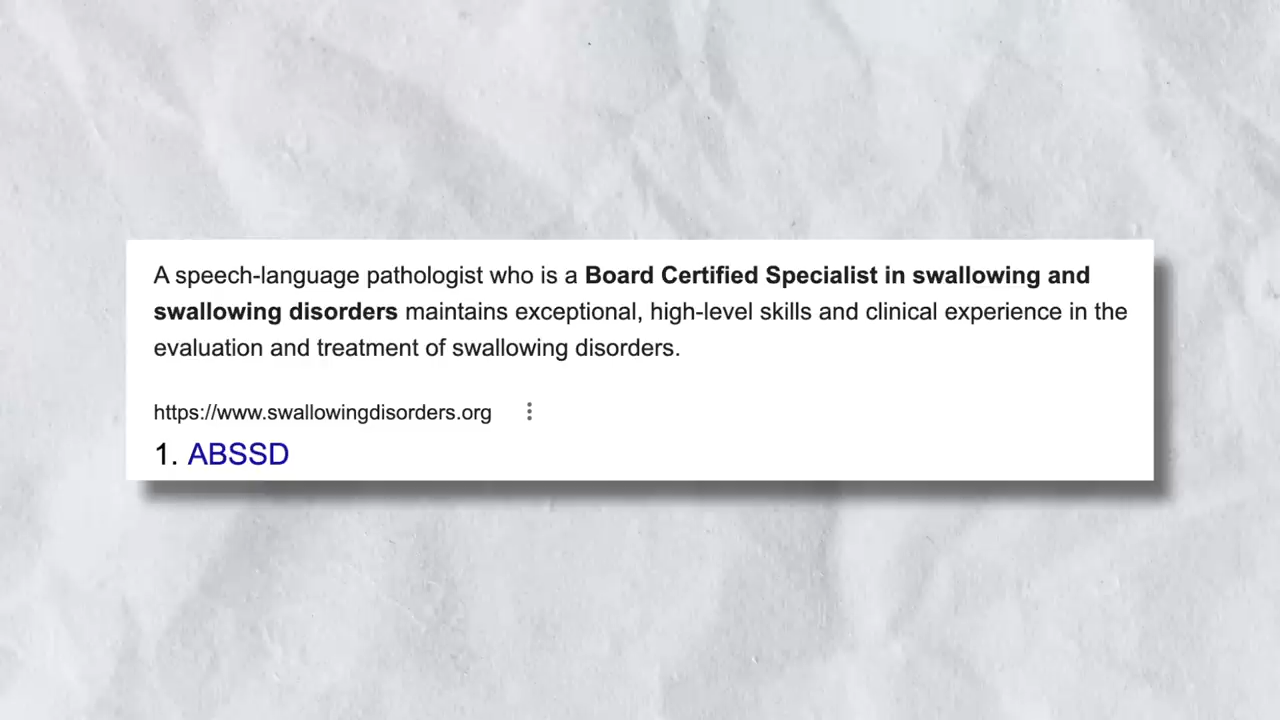 A speech-language pathologist who is a Board Certified Specialist in swallowing and
swallowing disorders maintains exceptional, high-level skills and clinical experience in the
evaluation and treatment of swallowing disorders.
https://www.swallowingdisorders.org
1. ABSSD